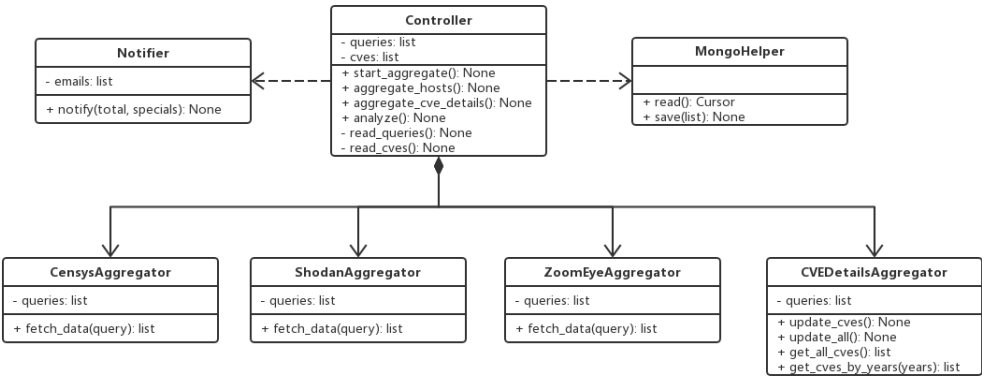 Controller
- queries: list
- cves: list
+ start_aggregate(): None
+ aggregate_hosts(): None
+ aggregate_cve_details(): None
+ analyze(): None
- read_queries(): None
- read_cves(): None
Notifier
- emails: list
+ notify(total, specials): None
MongoHelper
+ read(): Cursor
+ save(list): None
CensysAggregator
- queries: list
+ fetch_data(query): list
ShodanAggregator
- queries: list
+ fetch_data(query): list
ZoomEyeAggregator
- queries: list
+ fetch_data(query): list
CVEDetailsAggregator
- queries: list
+ update_cves(): None
+ update_all(): None
+ get_all_cves(): list
+ get_cves_by_years(years): list